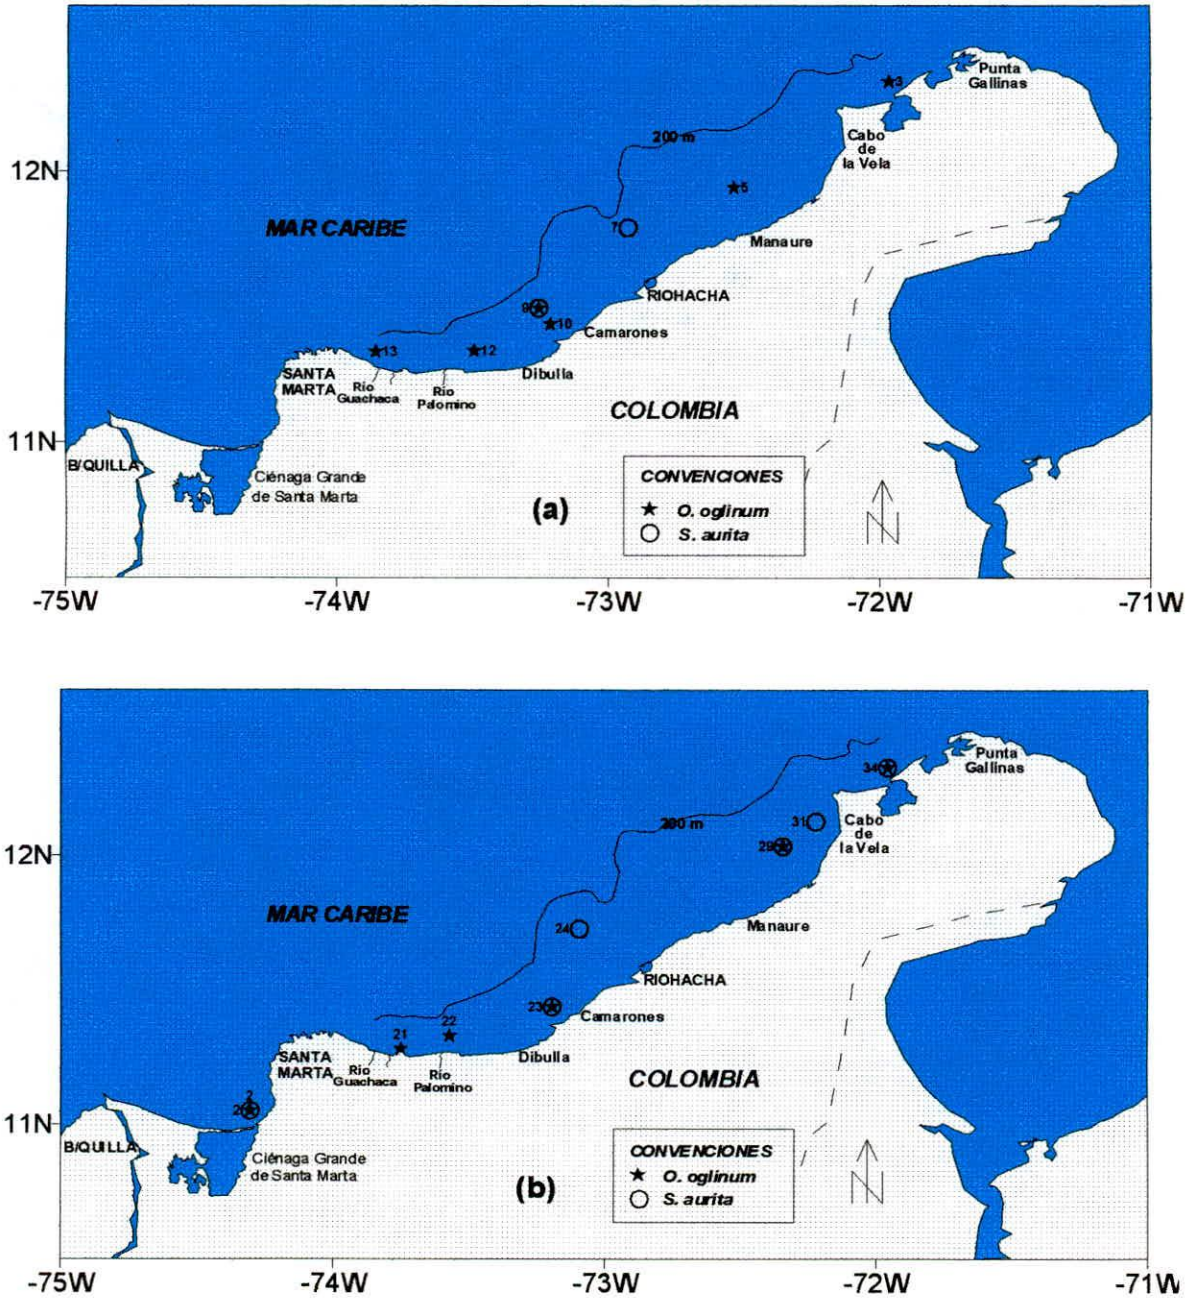 Punta
Gallinas
3
200 m
Cabo
de
la Vela
12N
5
MAR CARIBE
7
Manaure
RIOHACHA
9
10
Camarones
13
12
SANTA
MARTA
Río
Guachaca
Río
Palomino
Dibulla
COLOMBIA
11N
B/QUILLA
CONVENCIONES
Ciénaga Grande
de Santa Marta
(a)
O. oglinum
S. aurita
N
-75W
-74W
-73W
-72W
-71W
Punta
Gallinas
34
200 m
31
Cabo
de
la Vela
29
12N
MAR CARIBE
24
Manaure
RIOHACHA
23
Camarones
22
21
SANTA
MARTA
Río
Guachaca
Río
Palomino
Dibulla
COLOMBIA
2
2
11N
B/QUILLA
CONVENCIONES
Ciénaga Grande
de Santa Marta
(b)
O. oglinum
S. aurita
N
-75W
-74W
-73W
-72W
-71W